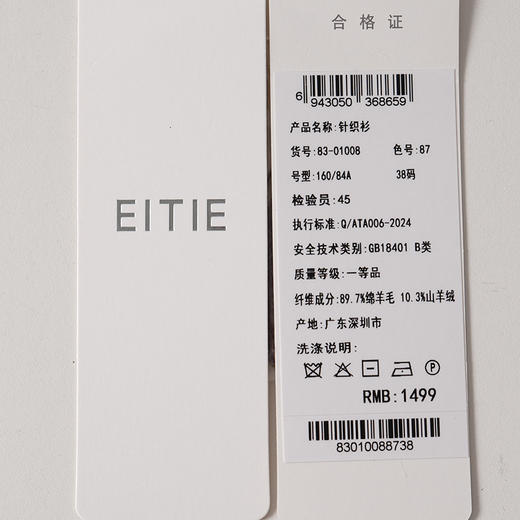 EITIE
合格证
6 943050 368659
产品名称:针织衫
货号:83-01008 色号:87
号型:160/84A 38码
检验员:45
执行标准:Q/ATA006-2024
安全技术类别:GB18401 B类
质量等级:一等品
纤维成分:89.7%绵羊毛 10.3%山羊绒
产地:广东深圳市
洗涤说明:
P
RMB:1499
83010088738